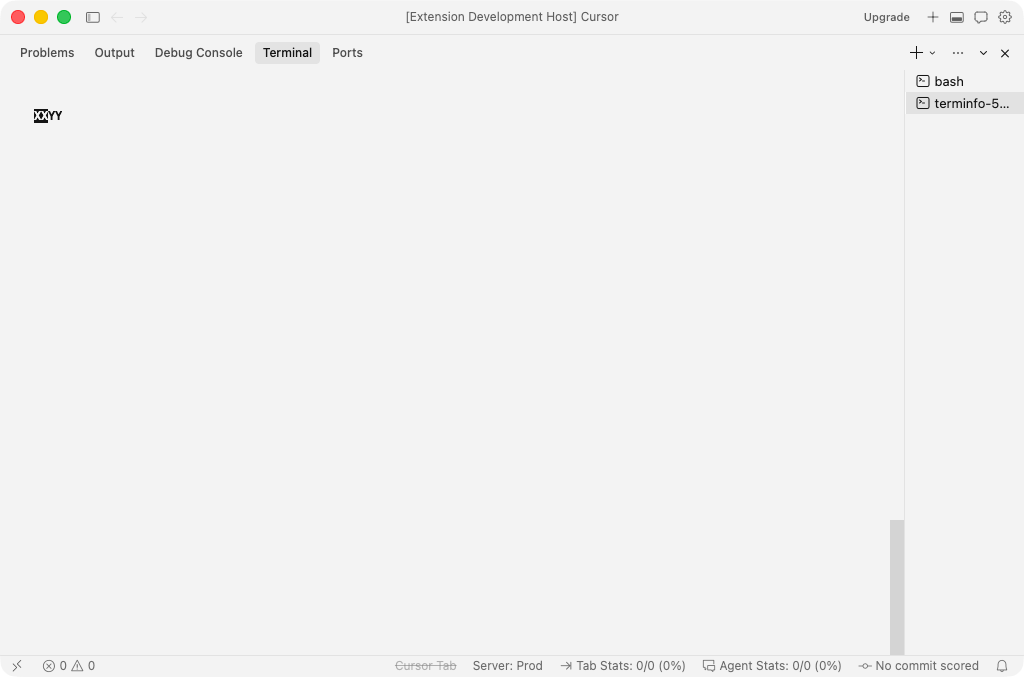 [Extension Development Host] Cursor
Upgrade
Problems Output Debug Console Terminal Ports
bash
terminfo-5...
XXYY
0 0
Cursor Tab Server: Prod Tab Stats: 0/0 (0%) Agent Stats: 0/0 (0%) No commit scored